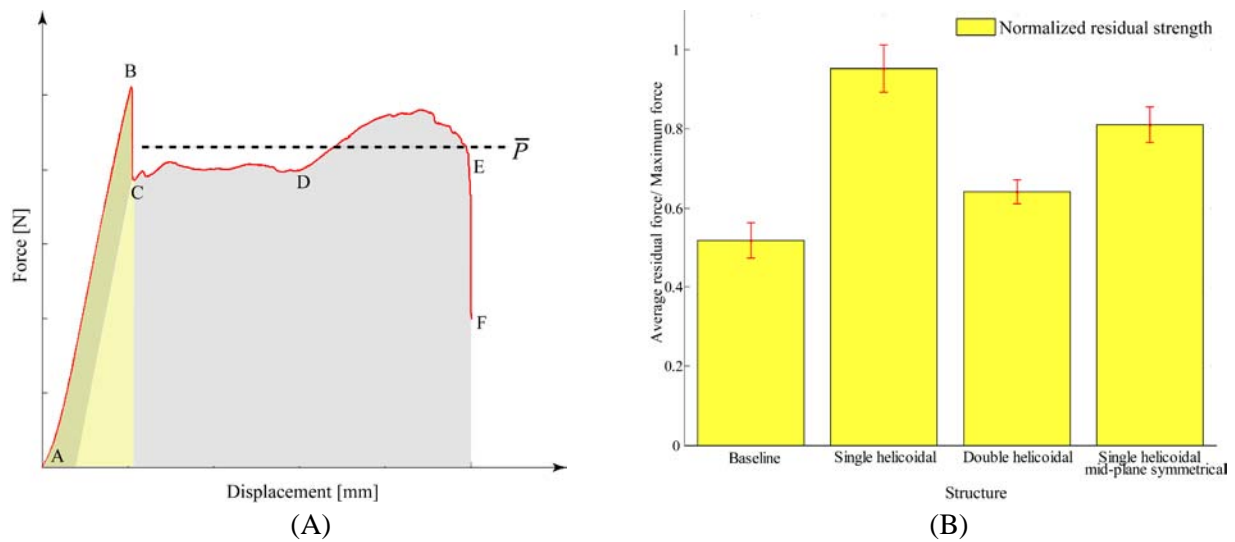 B
P̅
C
D
E
F
A
Force [N]
Displacement [mm]
(A)
Normalized residual strength
1
0.8
0.6
0.4
0.2
0
Average residual force/ Maximum force
Baseline
Single helicoidal
Double helicoidal
Single helicoidal
mid-plane symmetrical
Structure
(B)